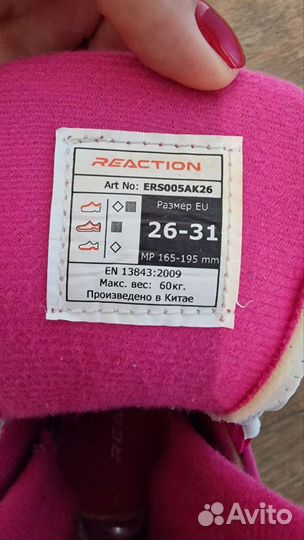 REACTION
Art No: ERS005AK26
Размер EU
26-31
MP 165-195 mm
EN 13843:2009
Макс. вес: 60кг.
Произведено в Китае
REACTION
Avito